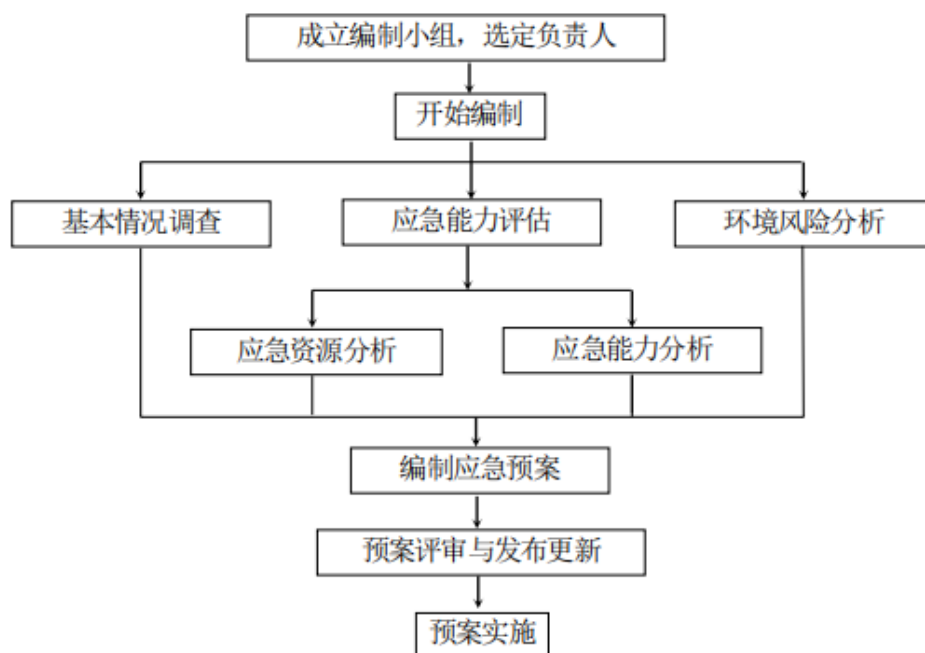 成立编制小组，选定负责人
开始编制
基本情况调查
应急能力评估
环境风险分析
应急资源分析
应急能力分析
编制应急预案
预案评审与发布更新
预案实施